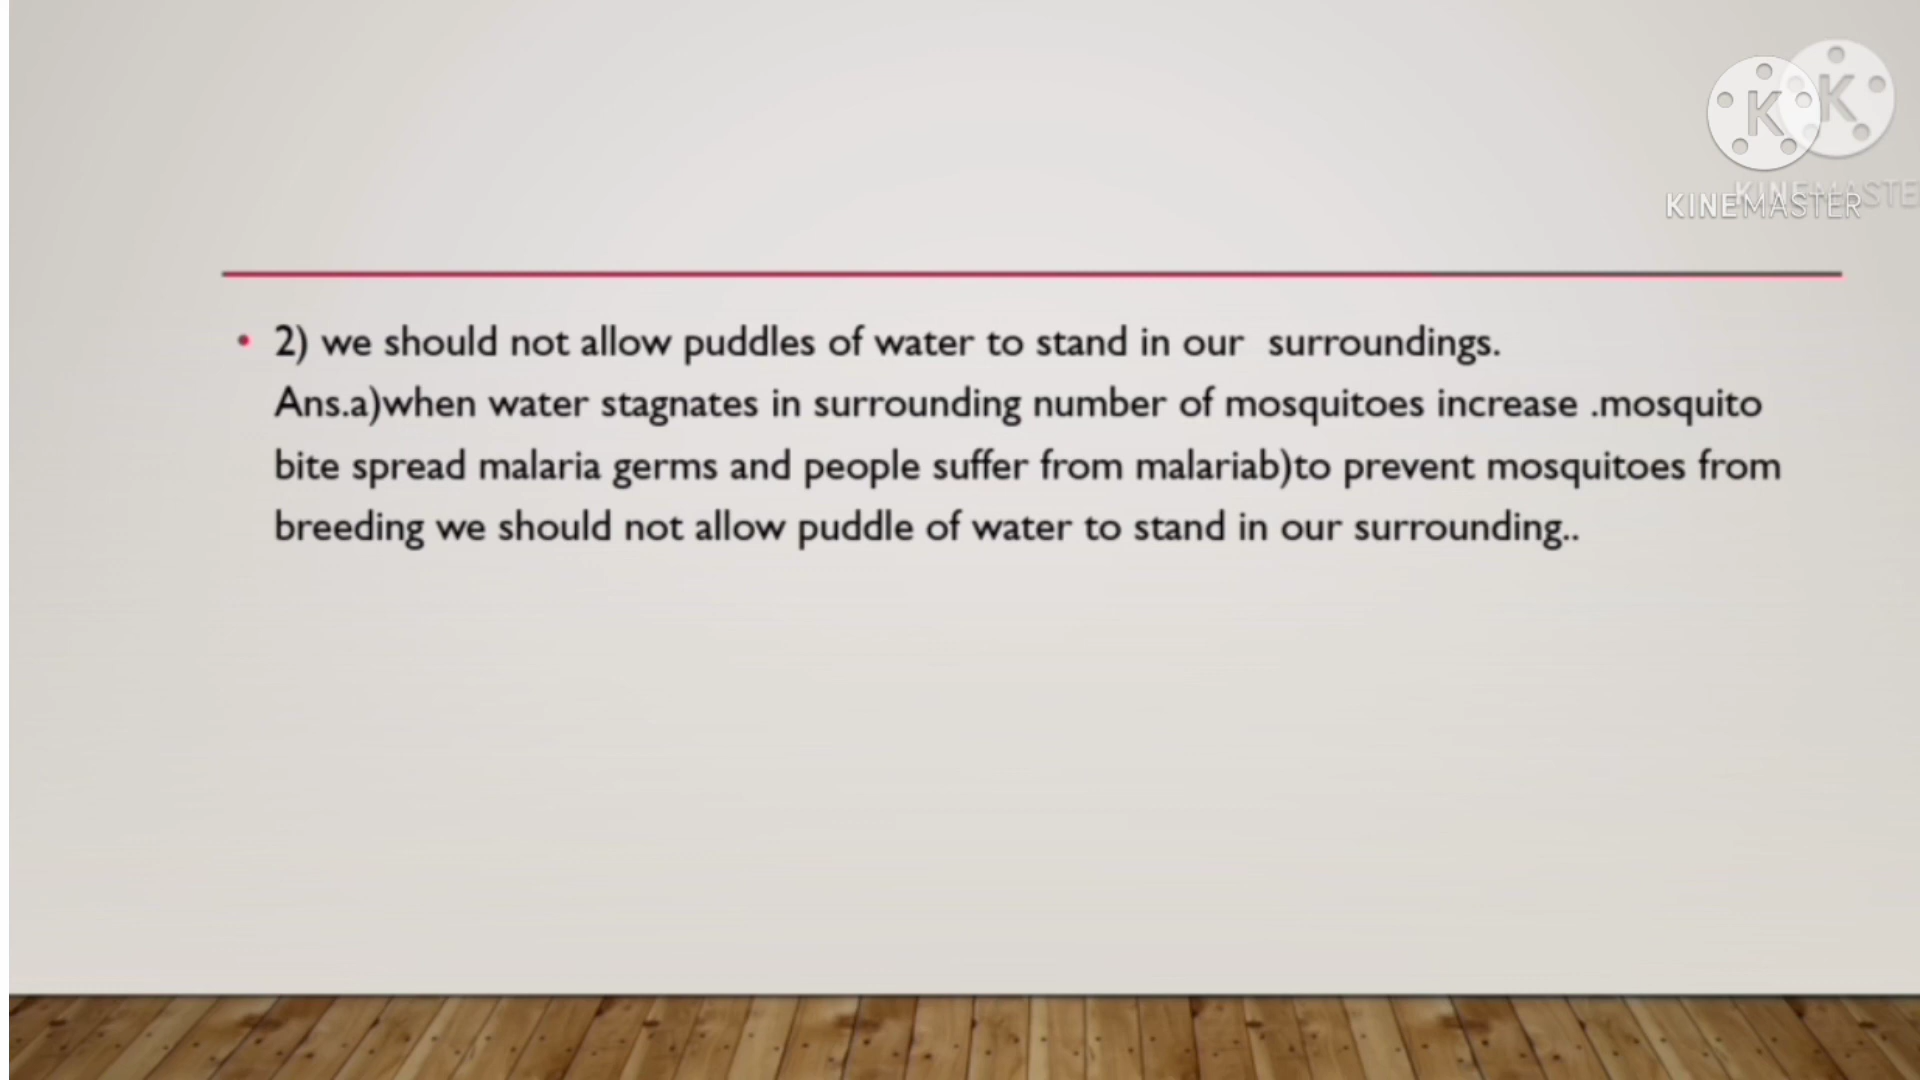 K K
KINEMASTER KINEMASTE
• 2) we should not allow puddles of water to stand in our surroundings.
Ans.a)when water stagnates in surrounding number of mosquitoes increase .mosquito
bite spread malaria germs and people suffer from malariab)to prevent mosquitoes from
breeding we should not allow puddle of water to stand in our surrounding..